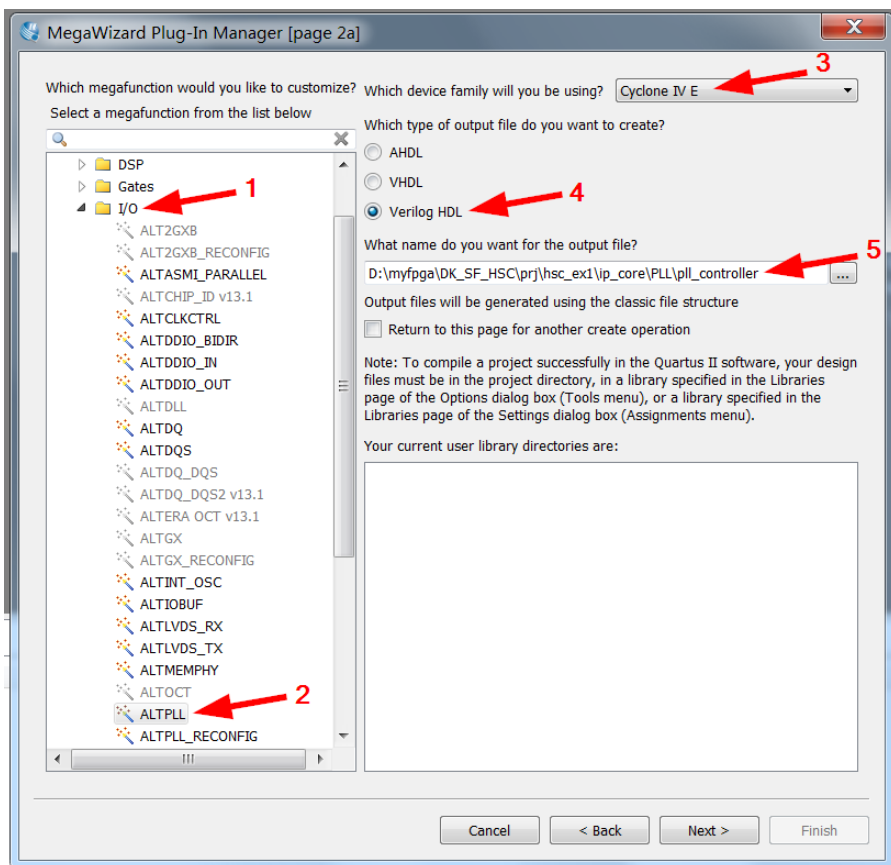 MegaWizard Plug-In Manager [page 2a]
X
Which megafunction would you like to customize?
Select a megafunction from the list below
DSP
Gates
1
I/O
ALT2GXB
ALT2GXB_RECONFIG
ALTASMI_PARALLEL
ALTCHIP_ID v13.1
ALTCLKCTRL
ALTDDIO_BIDIR
ALTDDIO_IN
ALTDDIO_OUT
ALTDLL
ALTDQ
ALTDQS
ALTDQ_DQS
ALTDQ_DQS2 v13.1
ALTERA OCT v13.1
ALTGX
ALTGX_RECONFIG
ALTINT_OSC
ALTIOBUF
ALTLVDS_RX
ALTLVDS_TX
ALTMEMPHY
ALTOCT
2
ALTPLL
ALTPLL_RECONFIG
3
Which device family will you be using? Cyclone IV E
Which type of output file do you want to create?
AHDL
VHDL
4
Verilog HDL
What name do you want for the output file?
5
D:\myfpga\DK_SF_HSC\prj\hsc_ex1\ip_core\PLL\pll_controller ...
Output files will be generated using the classic file structure
Return to this page for another create operation
Note: To compile a project successfully in the Quartus II software, your design
files must be in the project directory, in a library specified in the Libraries
page of the Options dialog box (Tools menu), or a library specified in the
Libraries page of the Settings dialog box (Assignments menu).
Your current user library directories are:
Cancel < Back Next > Finish